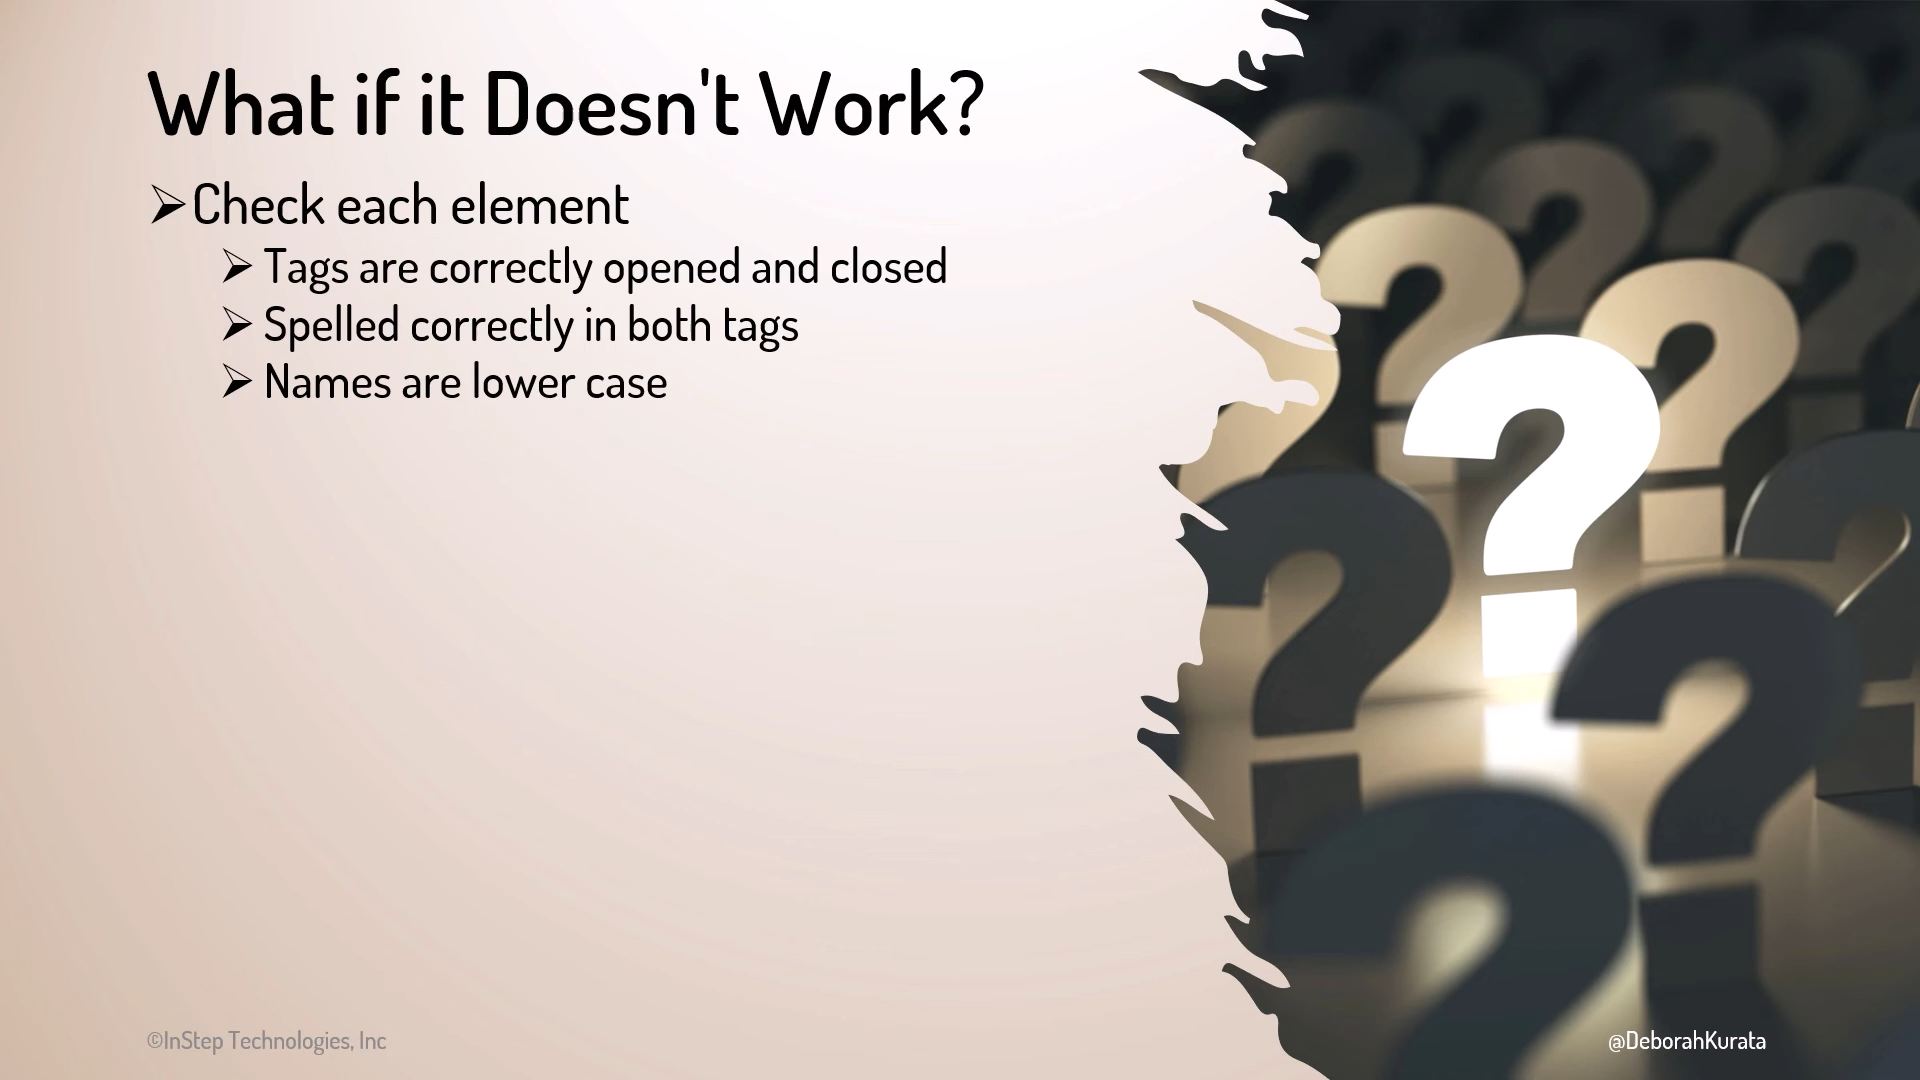 What if it Doesn't Work?
➢Check each element
➢ Tags are correctly opened and closed
➢ Spelled correctly in both tags
➢ Names are lower case
©InStep Technologies, Inc
@DeborahKurata